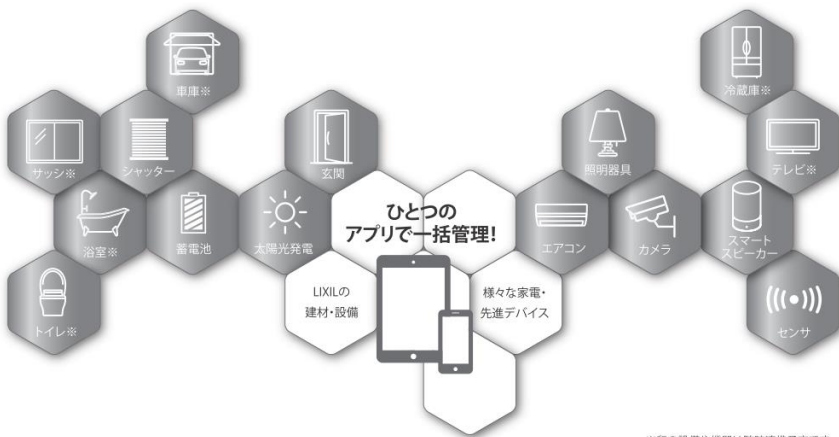 車庫※
冷蔵庫※
サッシ※
シャッター
玄関
照明器具
テレビ※
浴室※
蓄電池
太陽光発電
ひとつの
アプリで一括管理!
エアコン
カメラ
スマート
スピーカー
トイレ※
LIXILの
建材・設備
様々な家電・
先進デバイス
センサ